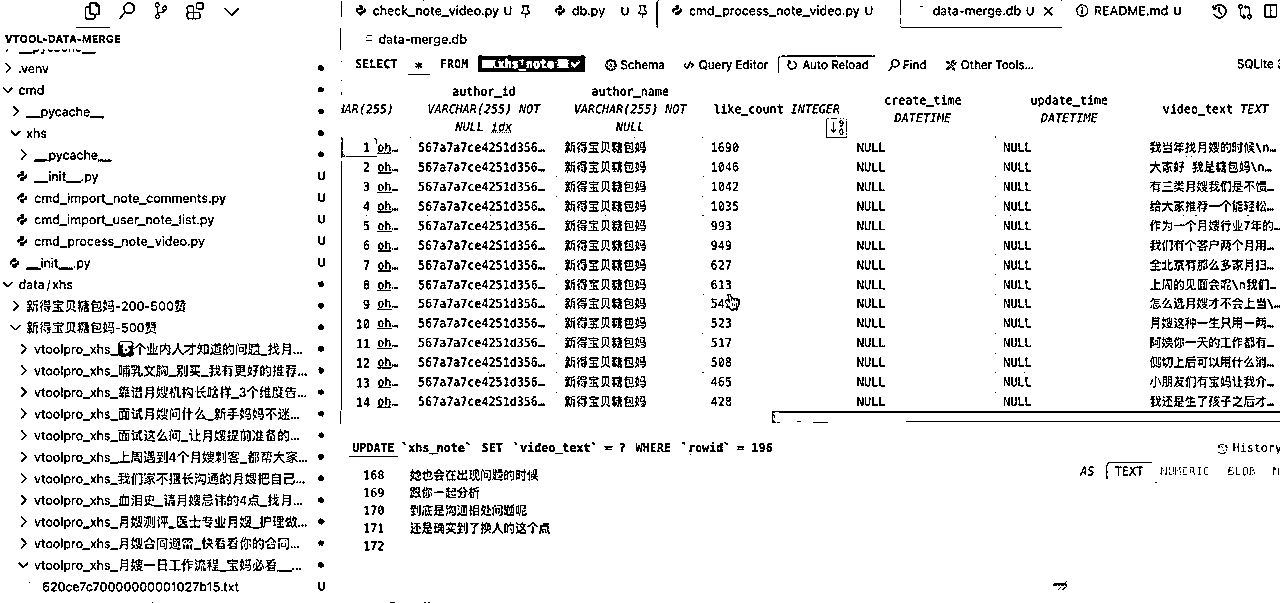 check_note_video.py U
db.py U
cmd_process_note_video.py U
data-merge.db U
README.md U
VTOOL-DATA-MERGE
data-merge.db
__pycache__
.venv
cmd
__pycache__
xhs
__pycache__
__init__.py U
cmd_import_note_comments.py U
cmd_import_user_note_list.py U
cmd_process_note_video.py U
__init__.py U
data/xhs
新得宝贝糖包妈-200-500赞
新得宝贝糖包妈-500赞
个业内人才知道的问题_找月...
vtoolpro_xhs_哺乳文胸_别买_我有更好的推荐...
vtoolpro_xhs_靠谱月嫂机构长啥样_3个维度告...
vtoolpro_xhs_面试月嫂问什么_新手妈妈不迷...
vtoolpro_xhs_面试这么问_让月嫂提前准备的...
vtoolpro_xhs_上周遇到4个月嫂刺客_都帮大家...
vtoolpro_xhs_我们家不擅长沟通的月嫂把自己...
vtoolpro_xhs_血泪史_请月嫂忌讳的4点_找月...
vtoolpro_xhs_月嫂测评_医士专业月嫂_护理做...
vtoolpro_xhs_月嫂合同避雷_快看看你的合同...
vtoolpro_xhs_月嫂一日工作流程_宝妈必看__...
620ce7c70000000001027b15.txt U
SELECT * FROM xhs_note Schema Query Editor Auto Reload Find Other Tools... SQLite 3
author_id VARCHAR(255) NOT NULL idx
author_name VARCHAR(255) NOT NULL
like_count INTEGER
create_time DATETIME
update_time DATETIME
video_text TEXT
1 oh… 567a7a7ce4251d356… 新得宝贝糖包妈 1690 NULL NULL 我当年找月嫂的时候\n…
2 oh… 567a7a7ce4251d356… 新得宝贝糖包妈 1046 NULL NULL 大家好 我是糖包妈\n…
3 oh… 567a7a7ce4251d356… 新得宝贝糖包妈 1042 NULL NULL 有三类月嫂我们是不惯…
4 oh… 567a7a7ce4251d356… 新得宝贝糖包妈 1035 NULL NULL 给大家推荐一个能轻松…
5 oh… 567a7a7ce4251d356… 新得宝贝糖包妈 993 NULL NULL 作为一个月嫂行业7年的…
6 oh… 567a7a7ce4251d356… 新得宝贝糖包妈 949 NULL NULL 我们有个客户两个月用…
7 oh… 567a7a7ce4251d356… 新得宝贝糖包妈 627 NULL NULL 全北京有那么多家月扫…
8 oh… 567a7a7ce4251d356… 新得宝贝糖包妈 613 NULL NULL 上周的见面会呢\n我们…
9 oh… 567a7a7ce4251d356… 新得宝贝糖包妈 NULL NULL 怎么选月嫂才不会上当\…
10 oh… 567a7a7ce4251d356… 新得宝贝糖包妈 523 NULL NULL 月嫂这种一生只用一两…
11 oh… 567a7a7ce4251d356… 新得宝贝糖包妈 517 NULL NULL 阿姨你一天的工作都有…
12 oh… 567a7a7ce4251d356… 新得宝贝糖包妈 508 NULL NULL 侧切上后可以用什么消…
13 oh… 567a7a7ce4251d356… 新得宝贝糖包妈 465 NULL NULL 小朋友们有宝妈让我介…
14 oh… 567a7a7ce4251d356… 新得宝贝糖包妈 428 NULL NULL 我还是生了孩子之后才…
UPDATE `xhs_note` SET `video_text` = ? WHERE `rowid` = 196
History
AS TEXT NUMERIC BLOB
168 她也会在出现问题的时候
169 跟你一起分析
170 到底是沟通相处问题呢
171 还是确实到了换人的这个点
172